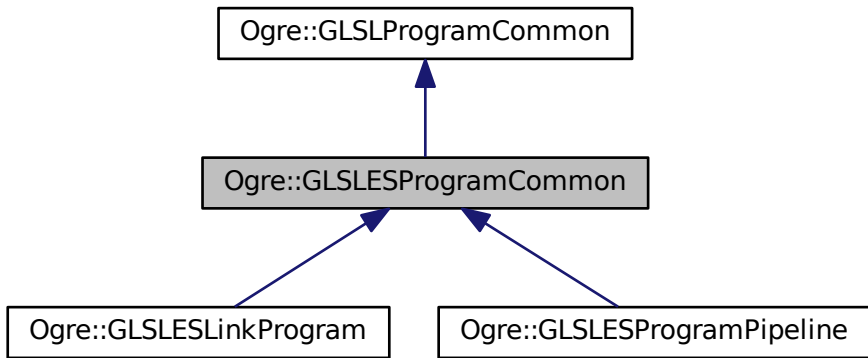 Ogre::GLSLProgramCommon
Ogre::GLSLESProgramCommon
Ogre::GLSLESLinkProgram
Ogre::GLSLESProgramPipeline